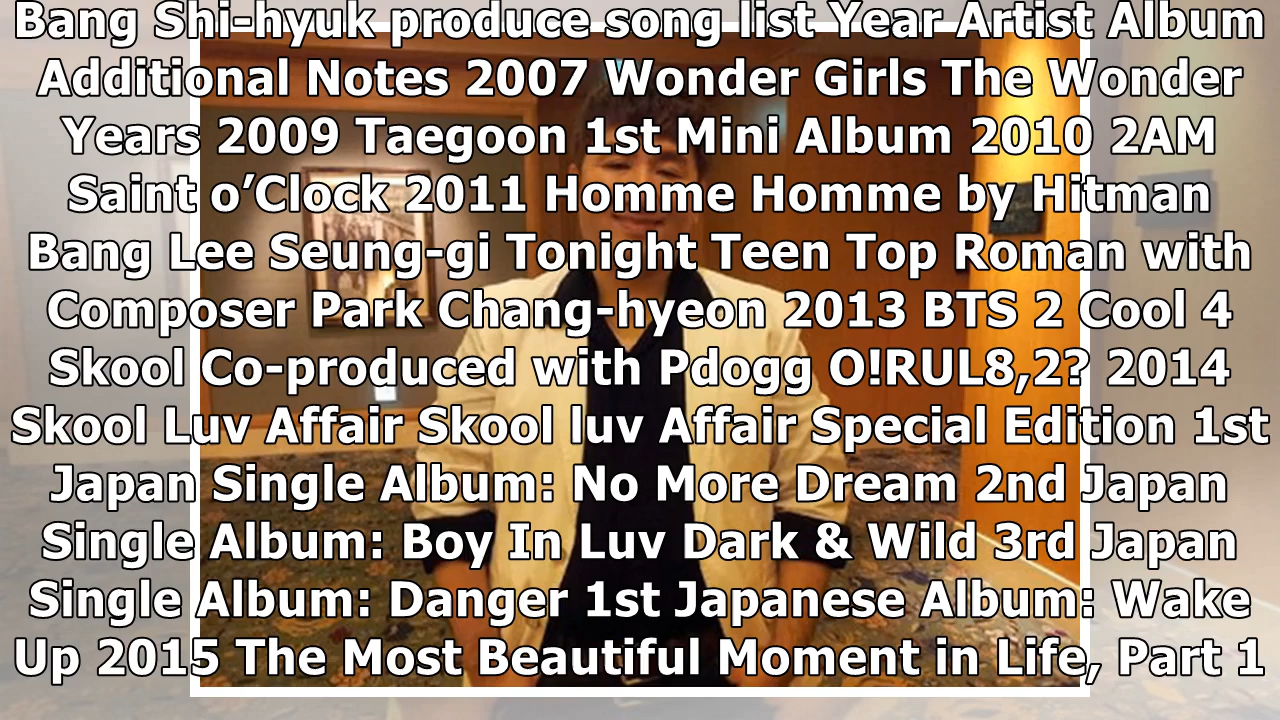 Bang Shi-hyuk produce song list Year Artist Album
Additional Notes 2007 Wonder Girls The Wonder
Years 2009 Taegoon 1st Mini Album 2010 2AM
Saint o’Clock 2011 Homme Homme by Hitman
Bang Lee Seung-gi Tonight Teen Top Roman with
Composer Park Chang-hyeon 2013 BTS 2 Cool 4
Skool Co-produced with Pdogg O!RUL8,2? 2014
Skool Luv Affair Skool luv Affair Special Edition 1st
Japan Single Album: No More Dream 2nd Japan
Single Album: Boy In Luv Dark & Wild 3rd Japan
Single Album: Danger 1st Japanese Album: Wake
Up 2015 The Most Beautiful Moment in Life, Part 1